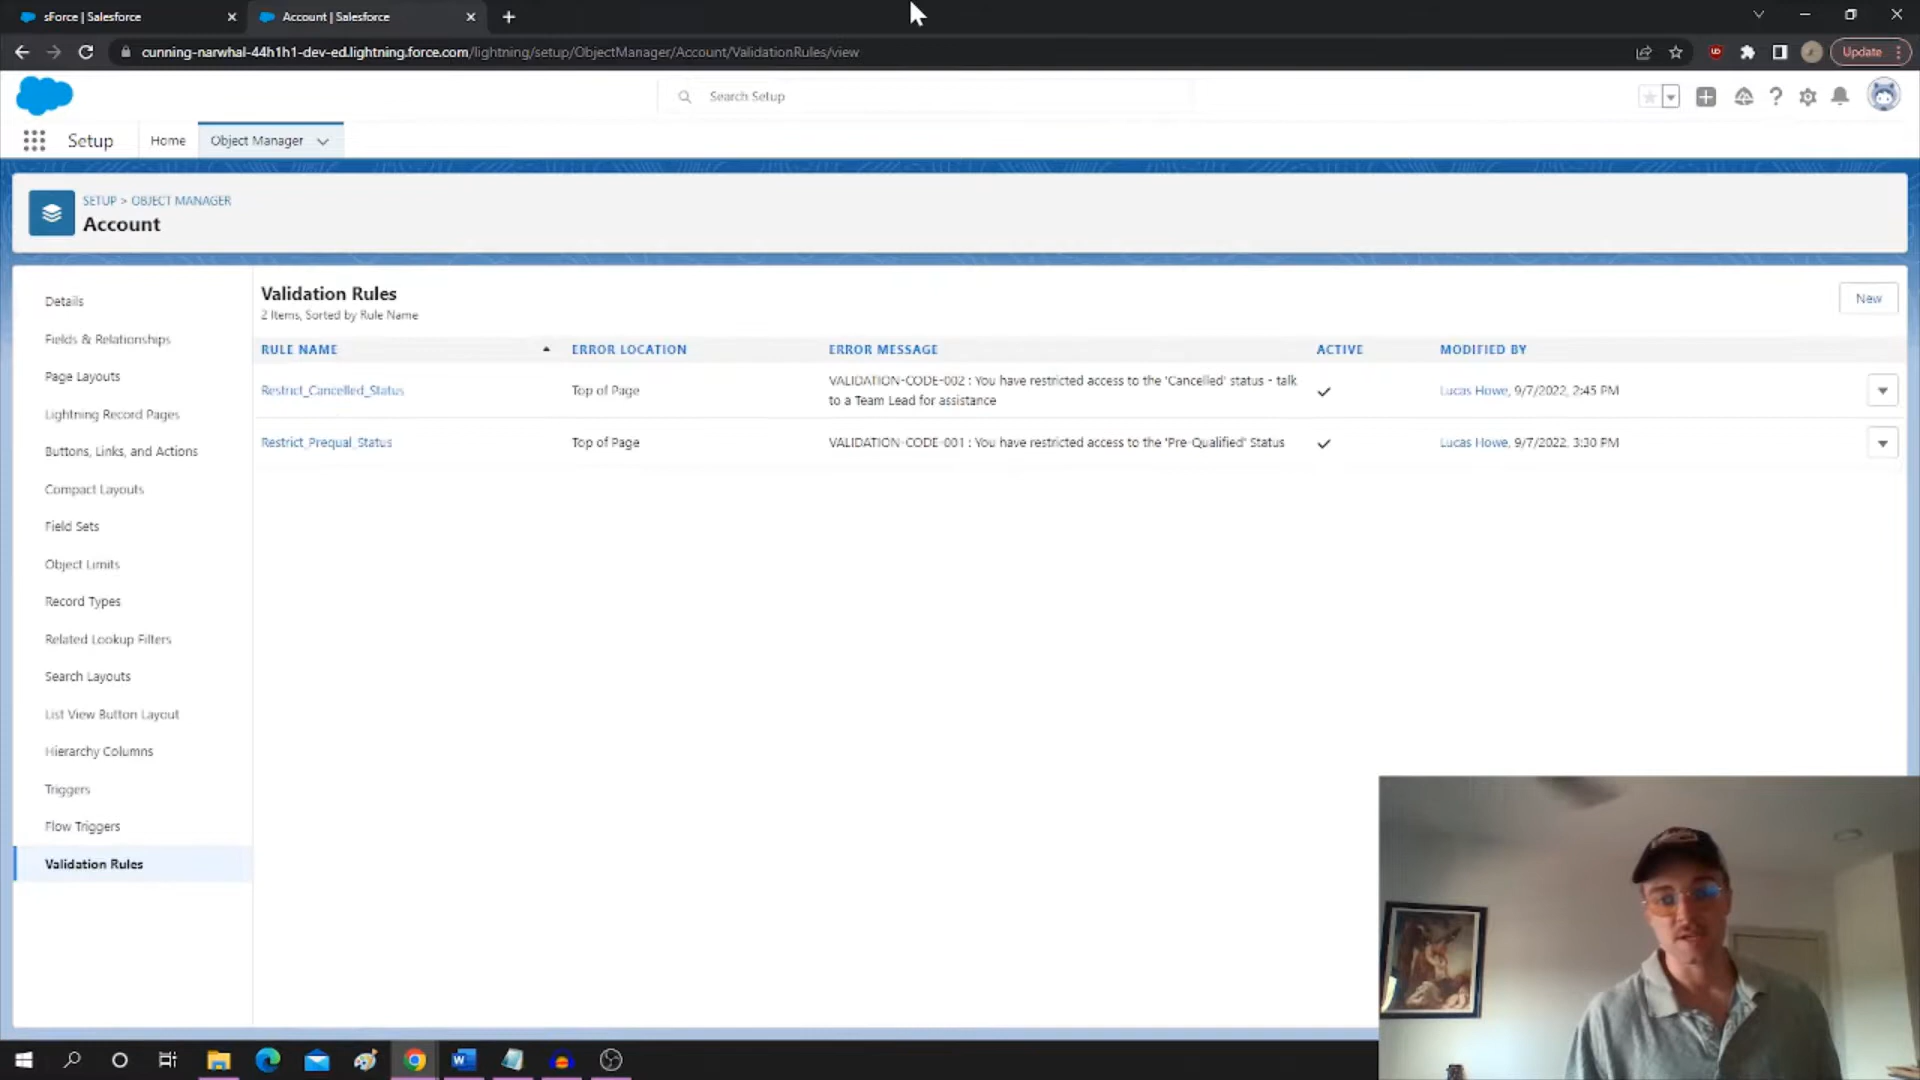 sForce | Salesforce
Account | Salesforce
cunning-narwhal-44h1h1-dev-ed.lightning.force.com/lightning/setup/ObjectManager/Account/ValidationRules/view
Update
Search Setup
Setup
Home
Object Manager
SETUP > OBJECT MANAGER
Account
Details
Fields & Relationships
Page Layouts
Lightning Record Pages
Buttons, Links, and Actions
Compact Layouts
Field Sets
Object Limits
Record Types
Related Lookup Filters
Search Layouts
List View Button Layout
Hierarchy Columns
Triggers
Flow Triggers
Validation Rules
Validation Rules
2 Items, Sorted by Rule Name
New
RULE NAME ERROR LOCATION ERROR MESSAGE ACTIVE MODIFIED BY
Restrict_Cancelled_Status Top of Page VALIDATION-CODE-002 : You have restricted access to the 'Cancelled' status - talk
to a Team Lead for assistance
Lucas Howe, 9/7/2022, 2:45 PM
Restrict_Prequal_Status Top of Page VALIDATION-CODE-001 : You have restricted access to the 'Pre-Qualified' Status
Lucas Howe, 9/7/2022, 3:30 PM